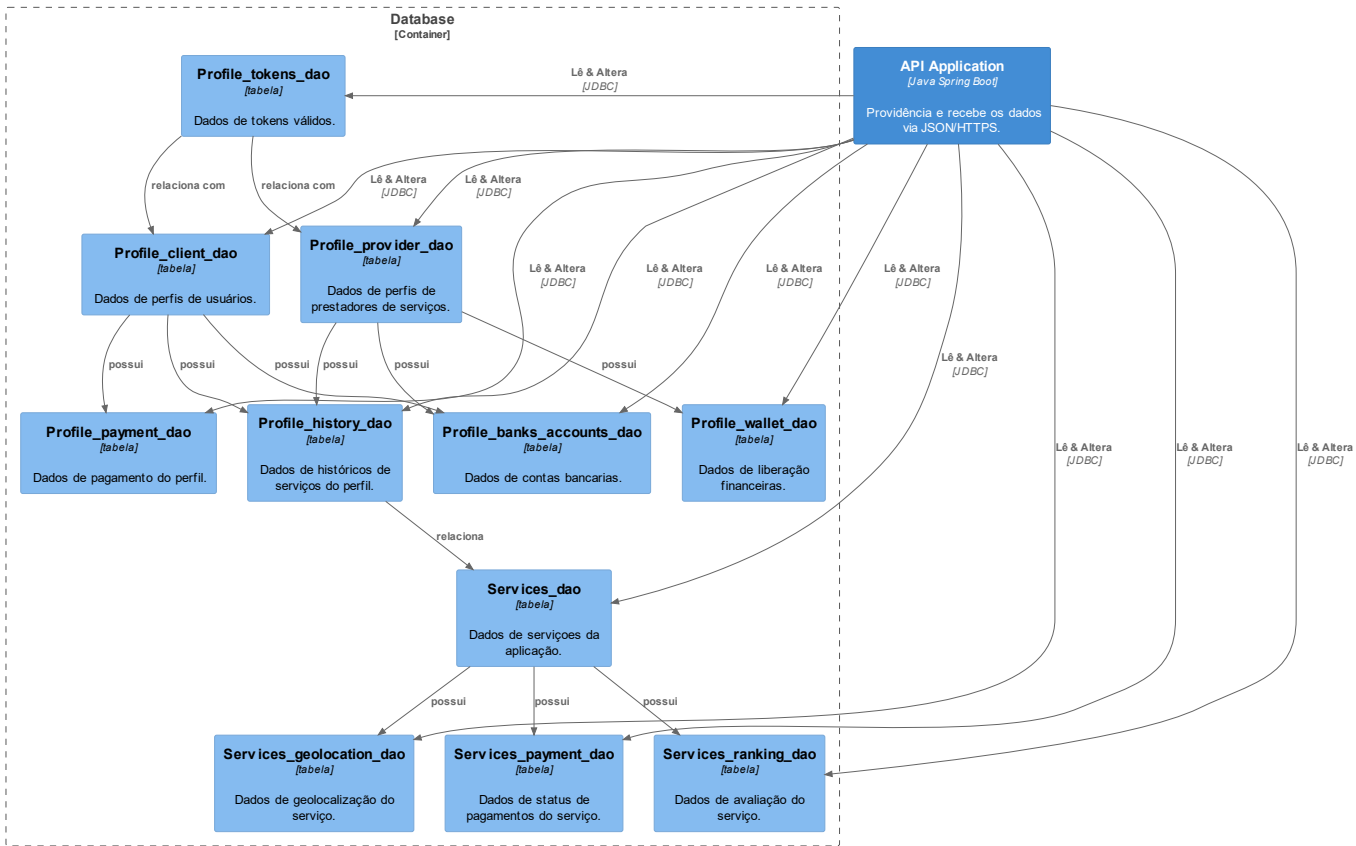 Database
[Container]
API Application
[Java Spring Boot]
Providência e recebe os dados
via JSON/HTTPS.
Profile_tokens_dao
[tabela]
Dados de tokens válidos.
Lê & Altera
[JDBC]
relaciona com
relaciona com
Lê & Altera
[JDBC]
Lê & Altera
[JDBC]
Profile_client_dao
[tabela]
Dados de perfis de usuários.
Profile_provider_dao
[tabela]
Dados de perfis de
prestadores de serviços.
Lê & Altera
[JDBC]
Lê & Altera
[JDBC]
Lê & Altera
[JDBC]
Lê & Altera
[JDBC]
possui
possui
possui
possui
possui
possui
Profile_payment_dao
[tabela]
Dados de pagamento do perfil.
Profile_history_dao
[tabela]
Dados de históricos de
serviços do perfil.
Profile_banks_accounts_dao
[tabela]
Dados de contas bancarias.
Profile_wallet_dao
[tabela]
Dados de liberação
financeiras.
Lê & Altera
[JDBC]
Lê & Altera
[JDBC]
Lê & Altera
[JDBC]
Lê & Altera
[JDBC]
relaciona
Services_dao
[tabela]
Dados de serviçoes da
aplicação.
possui
possui
possui
Services_geolocation_dao
[tabela]
Dados de geolocalização do
serviço.
Services_payment_dao
[tabela]
Dados de status de
pagamentos do serviço.
Services_ranking_dao
[tabela]
Dados de avaliação do
serviço.